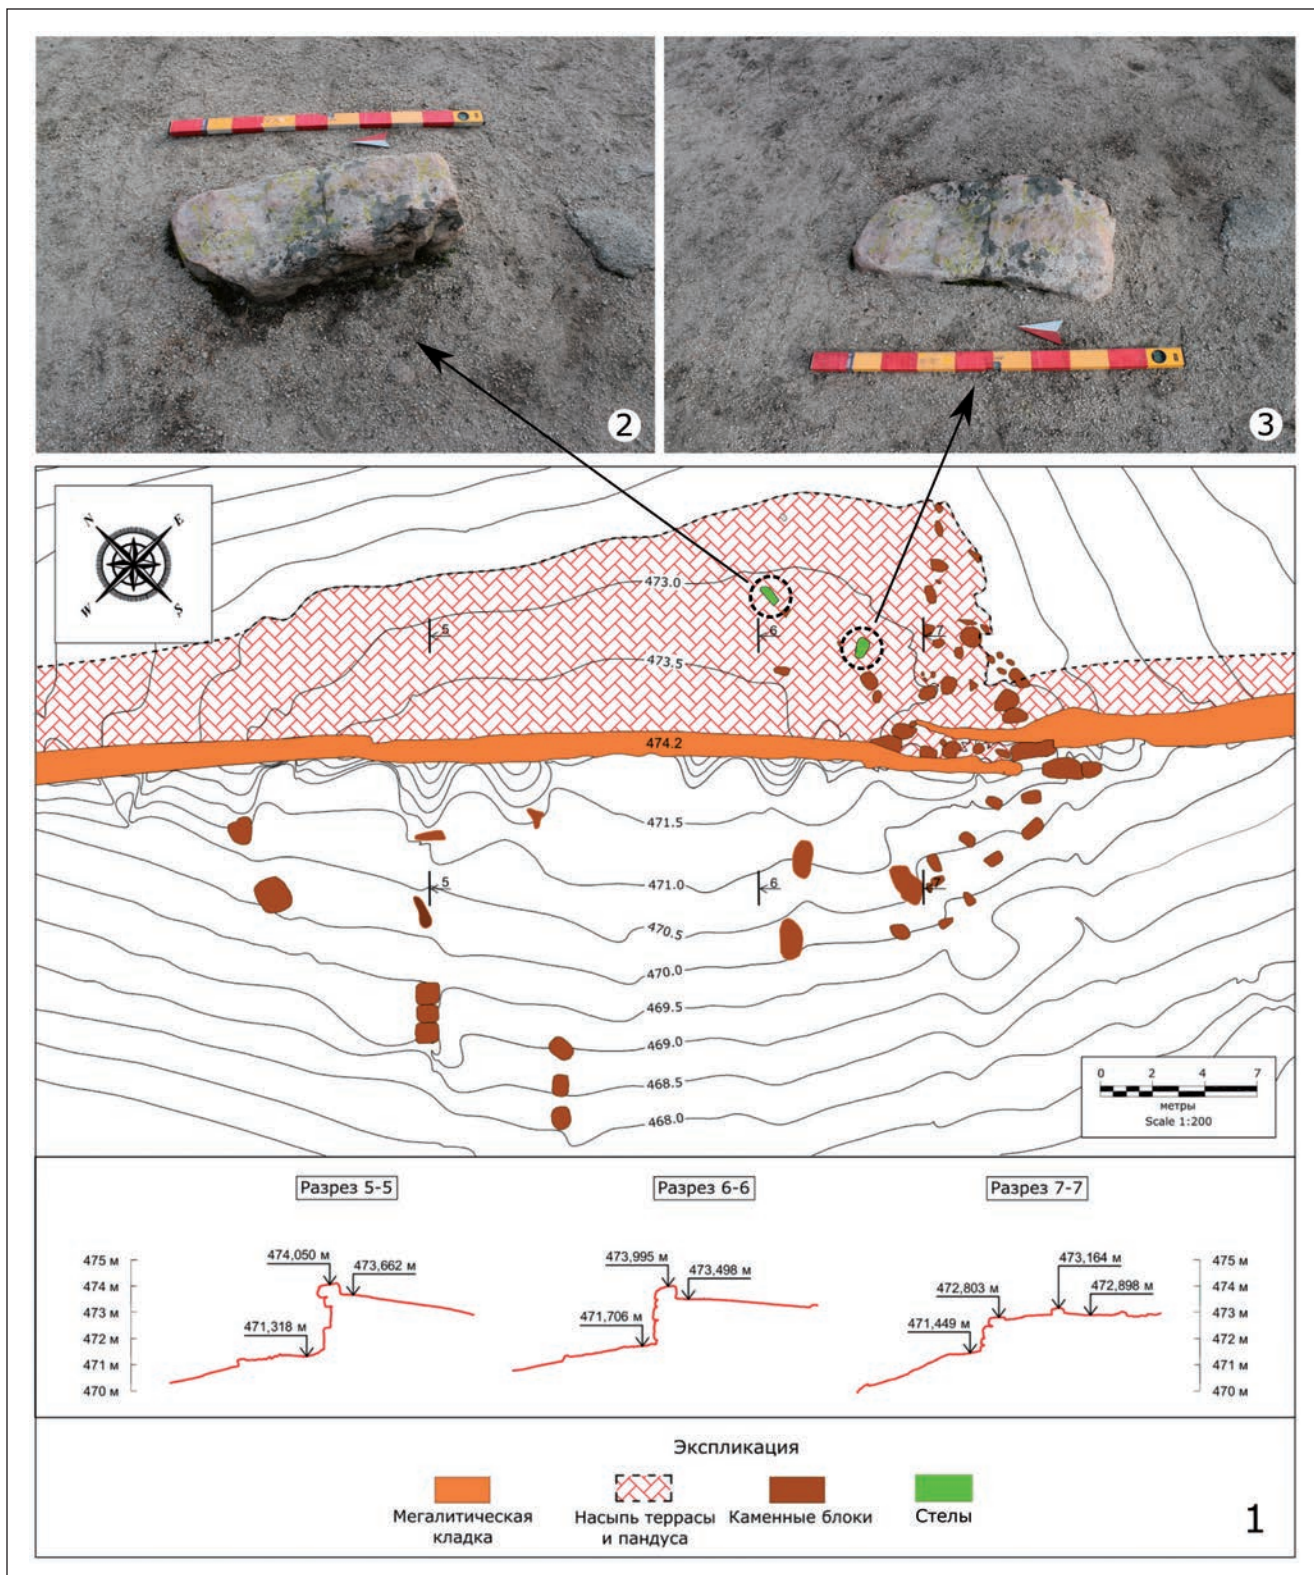 2
3
N E
W S
473.0
5 6 7
473.5
474.2
471.5
471.0
5 6 7
470.5
470.0
469.5
469.0
468.5
468.0
0 2 4 7
метры
Scale 1:200
Разрез 5-5
475 м
474 м
473 м
472 м
471 м
470 м
474,050 м
473,662 м
471,318 м
Разрез 6-6
473,995 м
473,498 м
471,706 м
Разрез 7-7
473,164 м
472,803 м
472,898 м
471,449 м
475 м
474 м
473 м
472 м
471 м
470 м
Экспликация
Мегалитическая
кладка
Насыпь террасы
и пандуса
Каменные блоки
Стелы
1